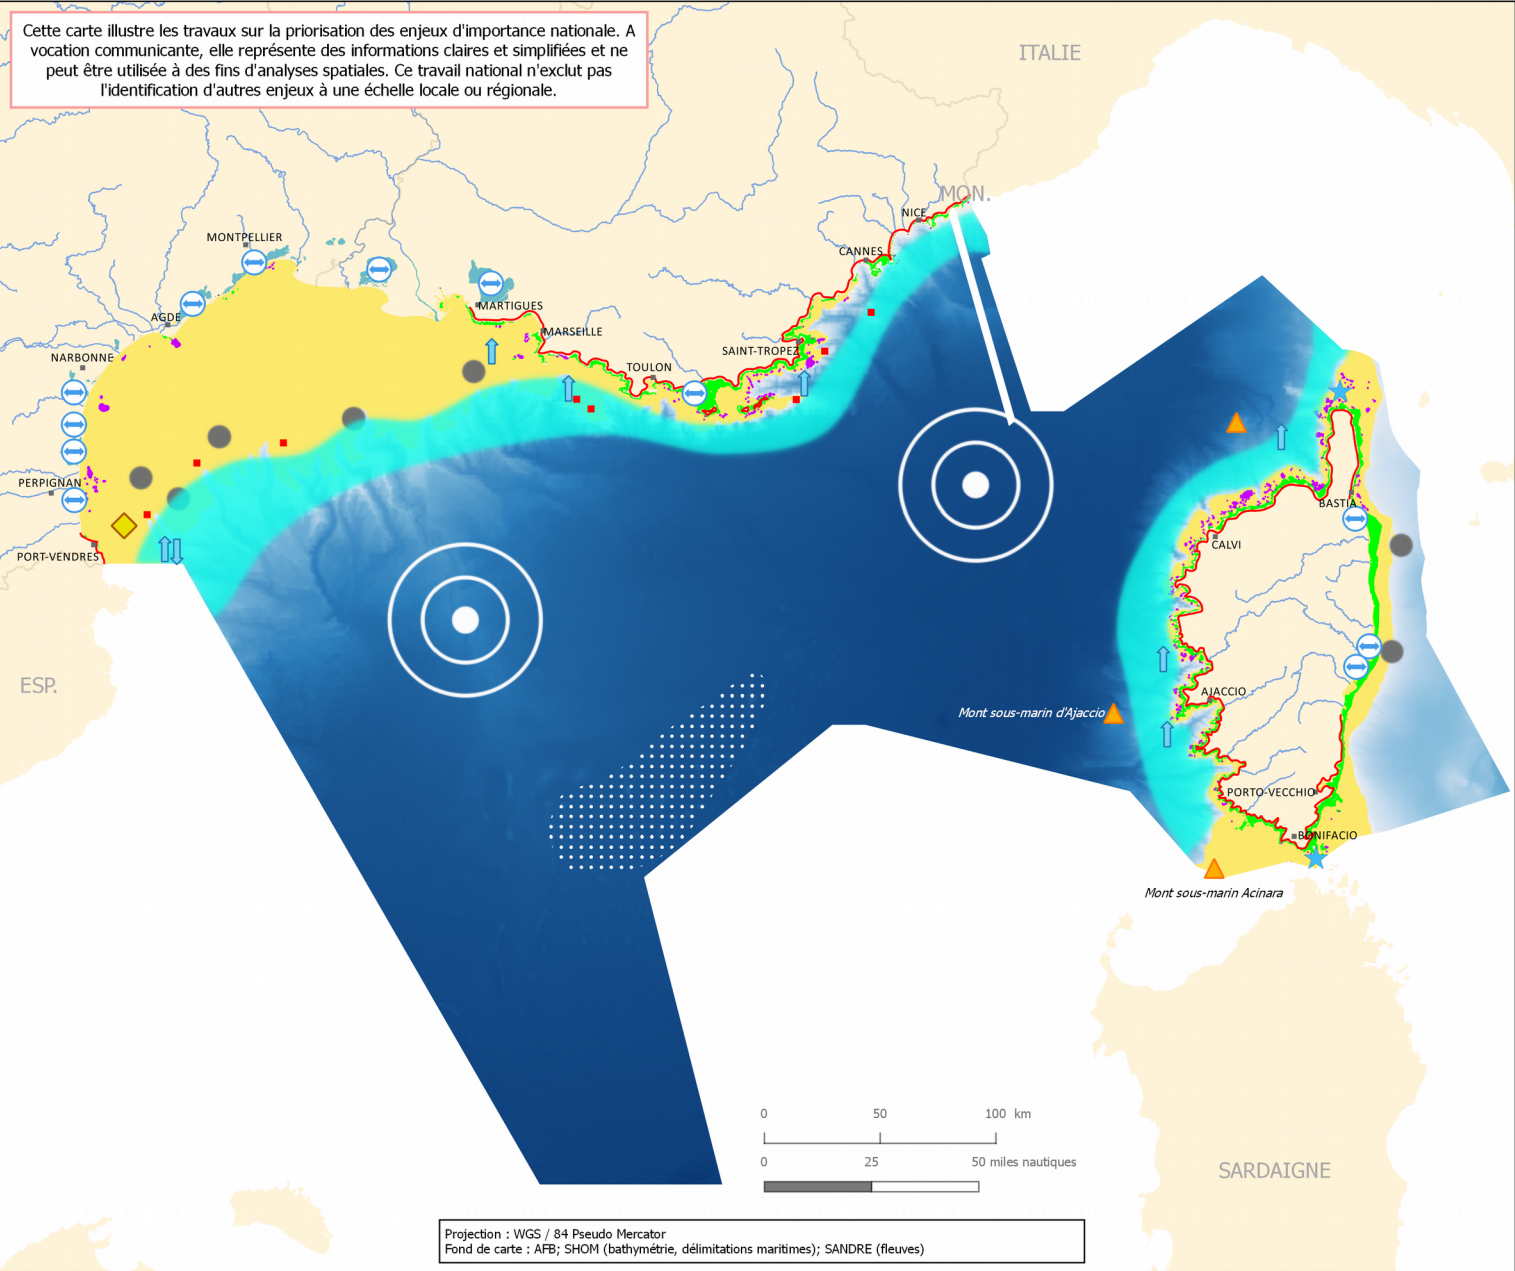 Cette carte illustre les travaux sur la priorisation des enjeux d'importance nationale. A
vocation communicante, elle représente des informations claires et simplifiées et ne
peut être utilisée à des fins d'analyses spatiales. Ce travail national n'exclut pas
l'identification d'autres enjeux à une échelle locale ou régionale.
ITALIE
MON.
NICE
MONTPELLIER
CANNES
MARTIGUES
AGDE
MARSEILLE
SAINT-TROPEZ
NARBONNE
TOULON
PERPIGNAN
BASTIA
CALVI
PORT-VENDRES
ESP.
AJACCIO
Mont sous-marin d'Ajaccio
PORTO-VECCHIO
BONIFACIO
Mont sous-marin Acinara
0 50 100 km
0 25 50 miles nautiques
SARDAIGNE
Projection : WGS / 84 Pseudo Mercator
Fond de carte : AFB; SHOM (bathymétrie, délimitations maritimes); SANDRE (fleuves)